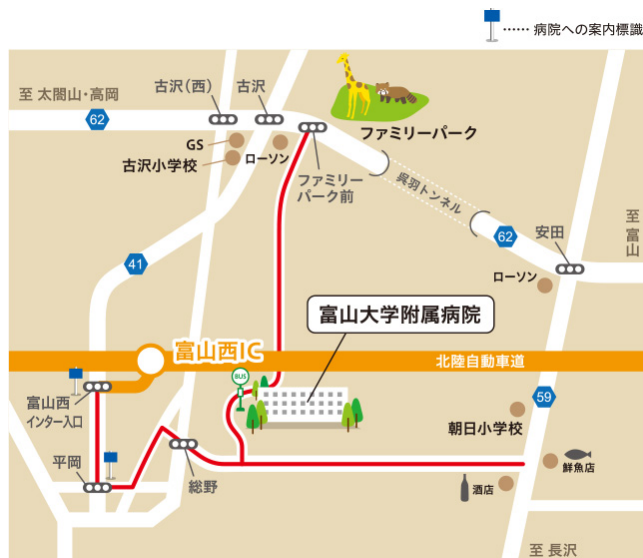 …… 病院への案内標識
至 太閤山・高岡
古沢(西)
古沢
62
GS
古沢小学校
ローソン
ファミリーパーク
ファミリー
パーク前
呉羽トンネル
62
安田
至
富
山
ローソン
41
富山大学附属病院
富山西IC
北陸自動車道
BUS
富山西
インター入口
59
朝日小学校
平岡
総野
鮮魚店
酒店
至 長沢